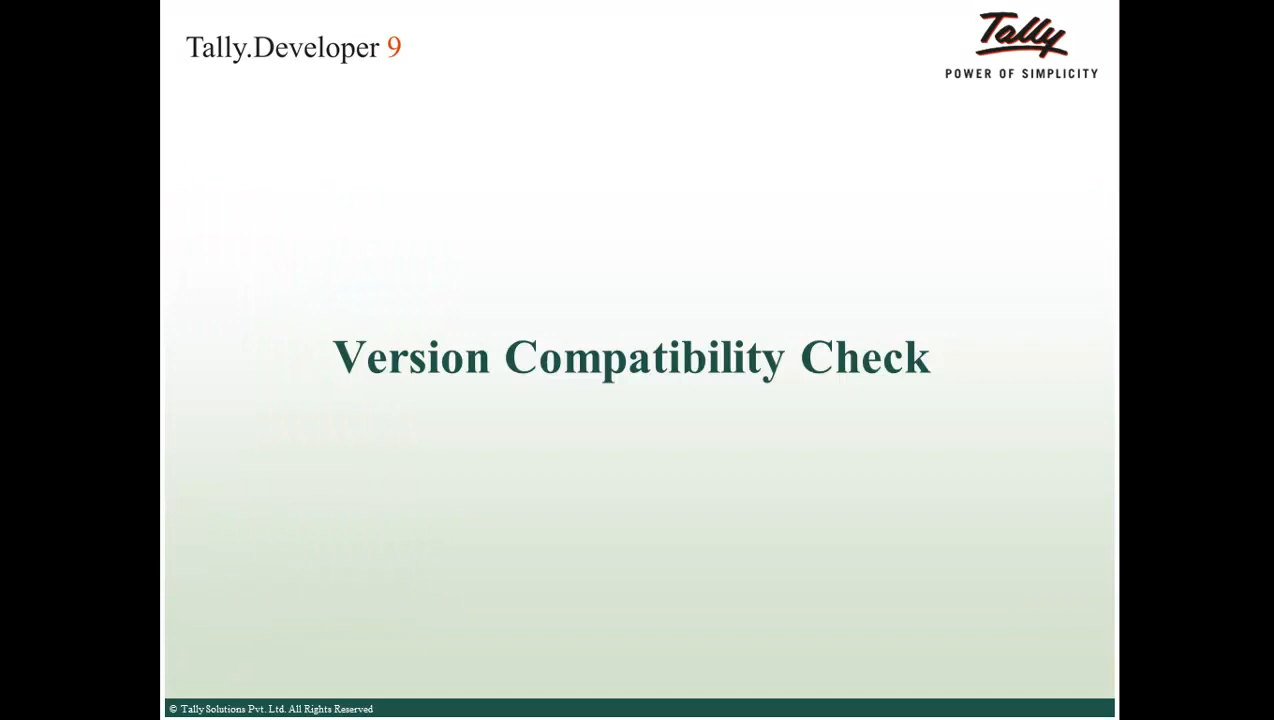 Tally.Developer 9
Tally
POWER OF SIMPLICITY
Version Compatibility Check
© Tally Solutions Pvt. Ltd. All Rights Reserved